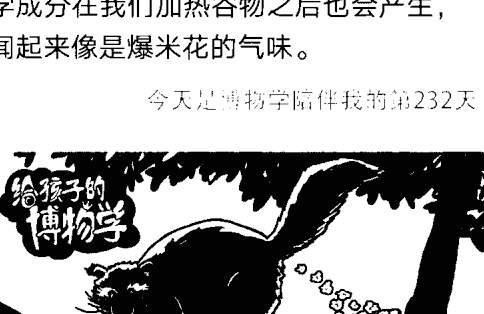 学成分在我们加热谷物之后也会产生，
闻起来像是爆米花的气味。
今天是博物学陪伴我的第232天
给孩子的
博物学